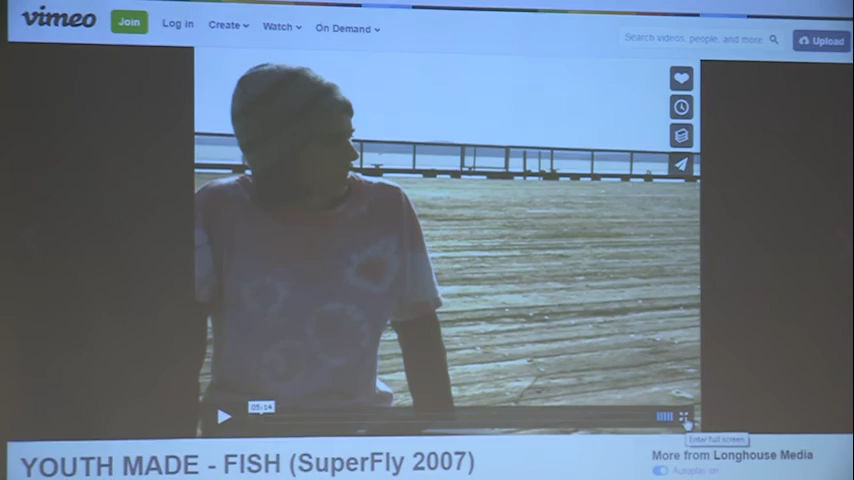 vimeo Join Log in Create Watch On Demand Search videos, people, and more Upload
05:14
Enter full screen
YOUTH MADE - FISH (SuperFly 2007)
More from Longhouse Media
Autoplay on